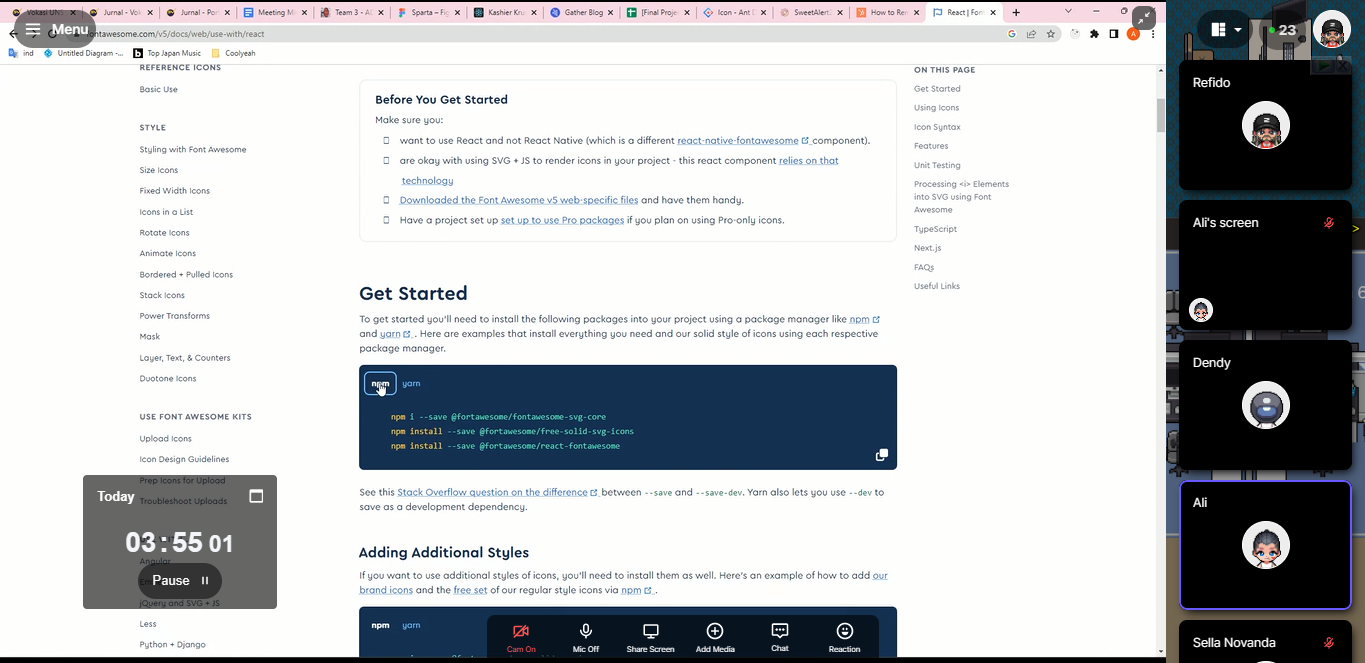 Vokasi UN
Jurnal - Vok
Jurnal - Por
Meeting M
Team 3 - A
Sparta – Fig
Kashier Kru
Gather Blog
[Final Proje
Icon - Ant D
SweetAlert
How to Ren
React | Font
Menu
ontawesome.com/v5/docs/web/use-with/react
ind
Untitled Diagram -...
Top Japan Music
Coolyeah
REFERENCE ICONS
Basic Use
STYLE
Styling with Font Awesome
Size Icons
Fixed Width Icons
Icons in a List
Rotate Icons
Animate Icons
Bordered + Pulled Icons
Stack Icons
Power Transforms
Mask
Layer, Text, & Counters
Duotone Icons
USE FONT AWESOME KITS
Upload Icons
Icon Design Guidelines
Prep Icons for Upload
Troubleshoot Uploads
Today
03:55 01
Angular
Pause
jQuery and SVG + JS
Less
Python + Django
Before You Get Started
Make sure you:
want to use React and not React Native (which is a different react-native-fontawesome component).
are okay with using SVG + JS to render icons in your project - this react component relies on that
technology
Downloaded the Font Awesome v5 web-specific files and have them handy.
Have a project set up set up to use Pro packages if you plan on using Pro-only icons.
Get Started
To get started you'll need to install the following packages into your project using a package manager like npm
and yarn . Here are examples that install everything you need and our solid style of icons using each respective
package manager.
npm yarn
npm i --save @fortawesome/fontawesome-svg-core
npm install --save @fortawesome/free-solid-svg-icons
npm install --save @fortawesome/react-fontawesome
See this Stack Overflow question on the difference between --save and --save-dev. Yarn also lets you use --dev to
save as a development dependency.
Adding Additional Styles
If you want to use additional styles of icons, you'll need to install them as well. Here's an example of how to add our
brand icons and the free set of our regular style icons via npm .
npm yarn
Cam On
Mic Off
Share Screen
Add Media
Chat
Reaction
ON THIS PAGE
Get Started
Using Icons
Icon Syntax
Features
Unit Testing
Processing <i> Elements
into SVG using Font
Awesome
TypeScript
Next.js
FAQs
Useful Links
23
Refido
Ali's screen
Dendy
Ali
Sella Novanda